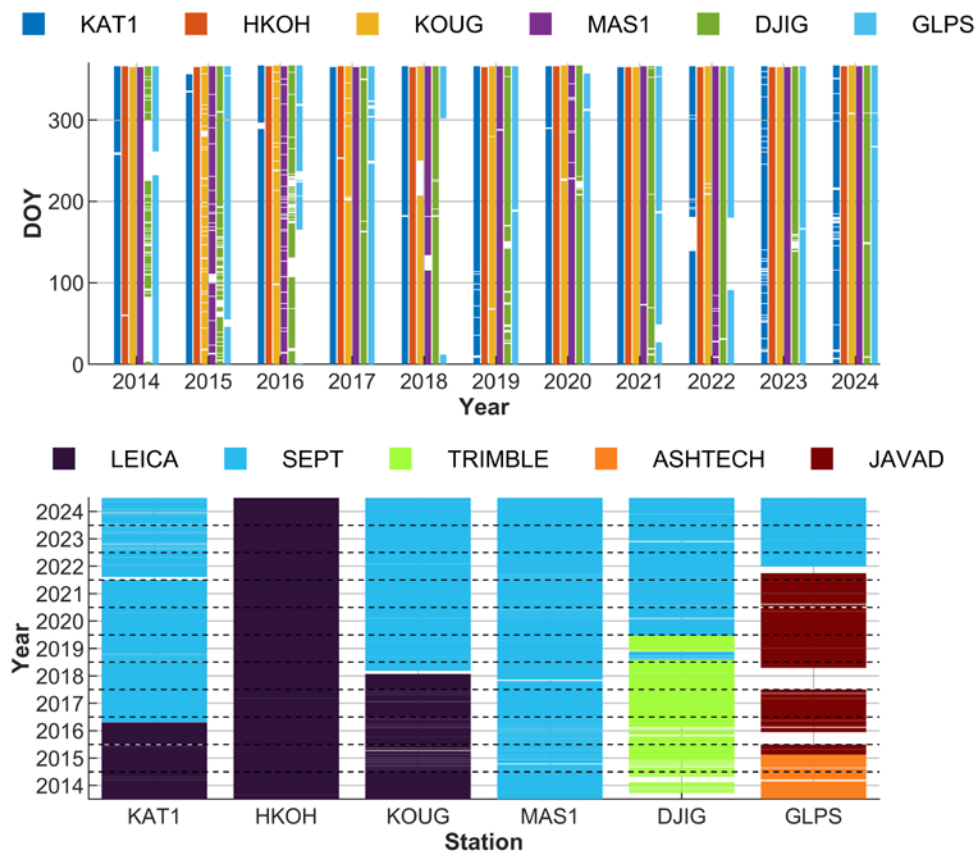 KAT1 HKOH KOUG MAS1 DJIG GLPS
300
200
100
0
DOY
2014 2015 2016 2017 2018 2019 2020 2021 2022 2023 2024
Year
LEICA SEPT TRIMBLE ASHTECH JAVAD
2024
2023
2022
2021
2020
2019
2018
2017
2016
2015
2014
Year
KAT1 HKOH KOUG MAS1 DJIG GLPS
Station